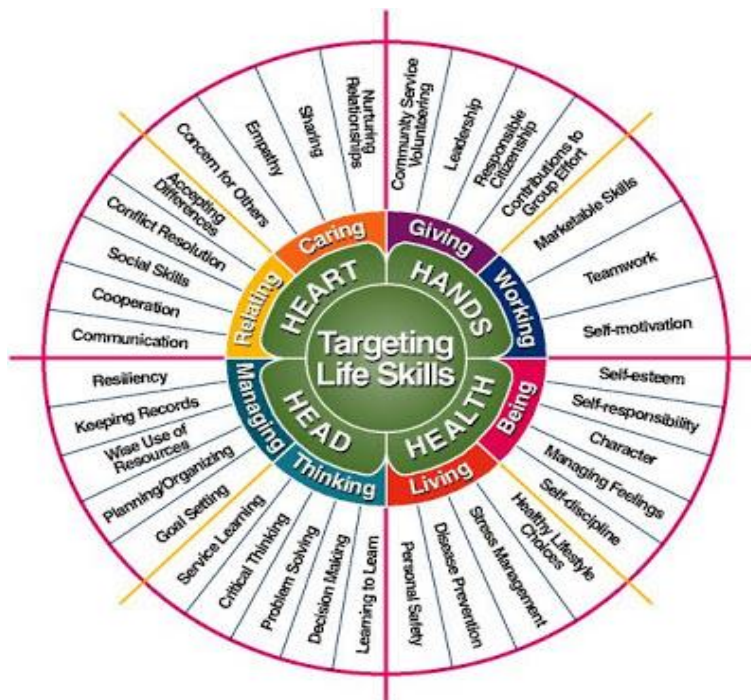 Targeting
Life Skills
HEART
HANDS
HEALTH
HEAD
Relating
Caring
Giving
Working
Being
Living
Thinking
Managing
Communication
Cooperation
Social Skills
Conflict Resolution
Accepting
Differences
Concern for Others
Empathy
Sharing
Nurturing
Relationships
Community Service
Volunteering
Leadership
Responsible
Citizenship
Contributions to
Group Effort
Marketable Skills
Teamwork
Self-motivation
Self-esteem
Self-responsibility
Character
Managing Feelings
Self-discipline
Healthy Lifestyle
Choices
Stress Management
Disease Prevention
Personal Safety
Learning to Learn
Decision Making
Problem Solving
Critical Thinking
Service Learning
Goal Setting
Planning/Organizing
Wise Use of
Resources
Keeping Records
Resiliency